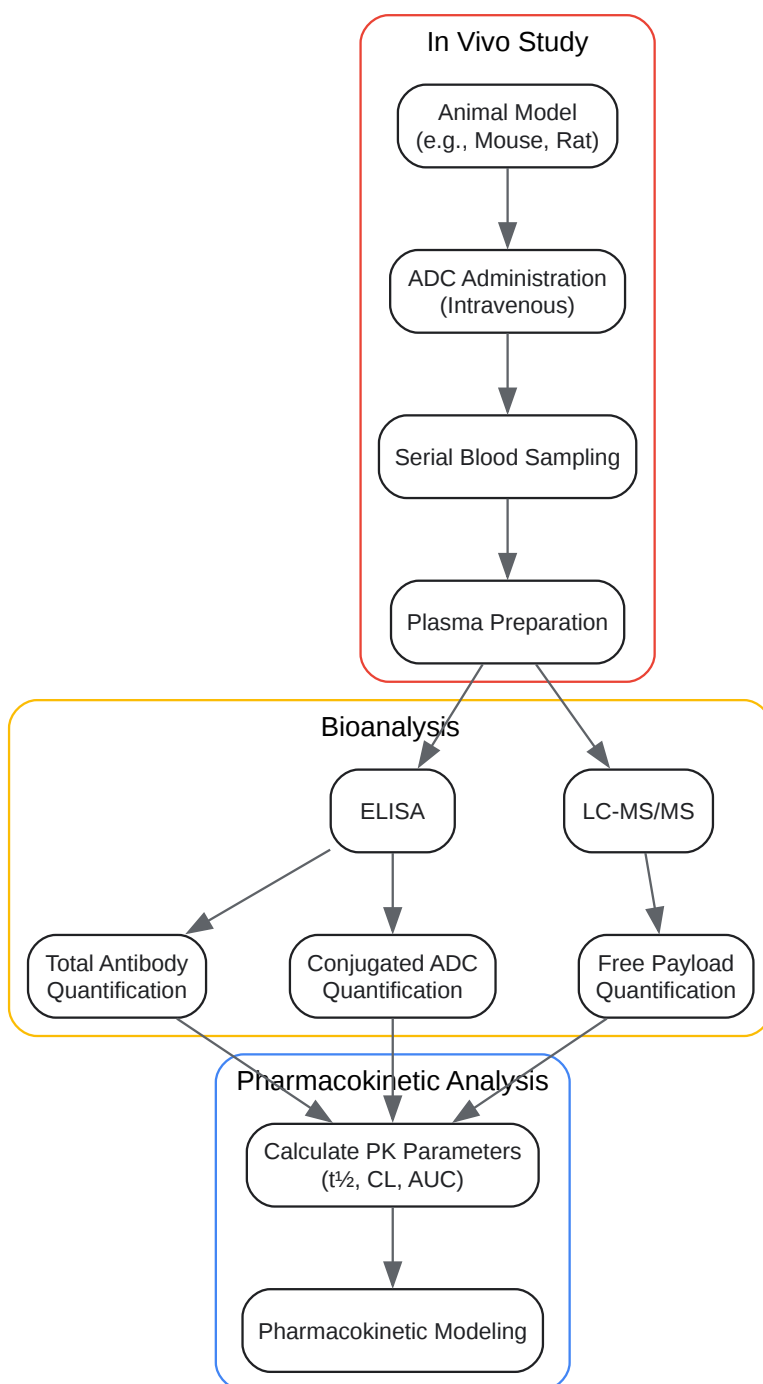 In Vivo Study
Animal Model
(e.g., Mouse, Rat)
ADC Administration
(Intravenous)
Serial Blood Sampling
Plasma Preparation
Bioanalysis
ELISA
LC-MS/MS
Total Antibody
Quantification
Conjugated ADC
Quantification
Free Payload
Quantification
Pharmacokinetic Analysis
Calculate PK Parameters
(t½, CL, AUC)
Pharmacokinetic Modeling